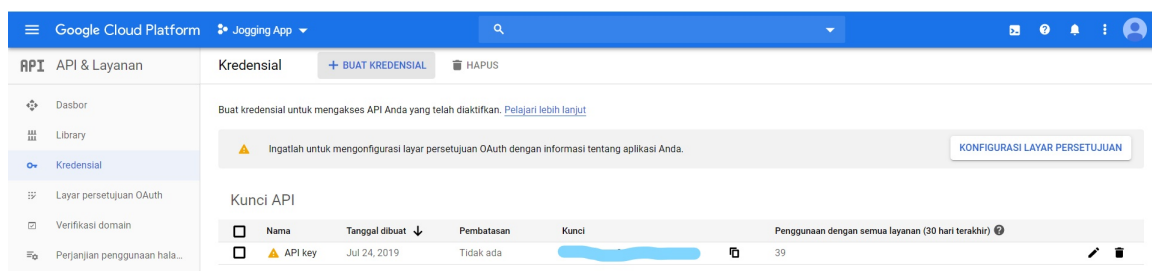 Google Cloud Platform Jogging App
API API & Layanan Kredensial + BUAT KREDENSIAL HAPUS
Dasbor
Buat kredensial untuk mengakses API Anda yang telah diaktifkan. Pelajari lebih lanjut
Library
Ingatlah untuk mengonfigurasi layar persetujuan OAuth dengan informasi tentang aplikasi Anda. KONFIGURASI LAYAR PERSETUJUAN
Kredensial
Layar persetujuan OAuth
Kunci API
Verifikasi domain
Nama Tanggal dibuat Pembatasan Kunci Penggunaan dengan semua layanan (30 hari terakhir)
Perjanjian penggunaan hala...
API key Jul 24, 2019 Tidak ada 39